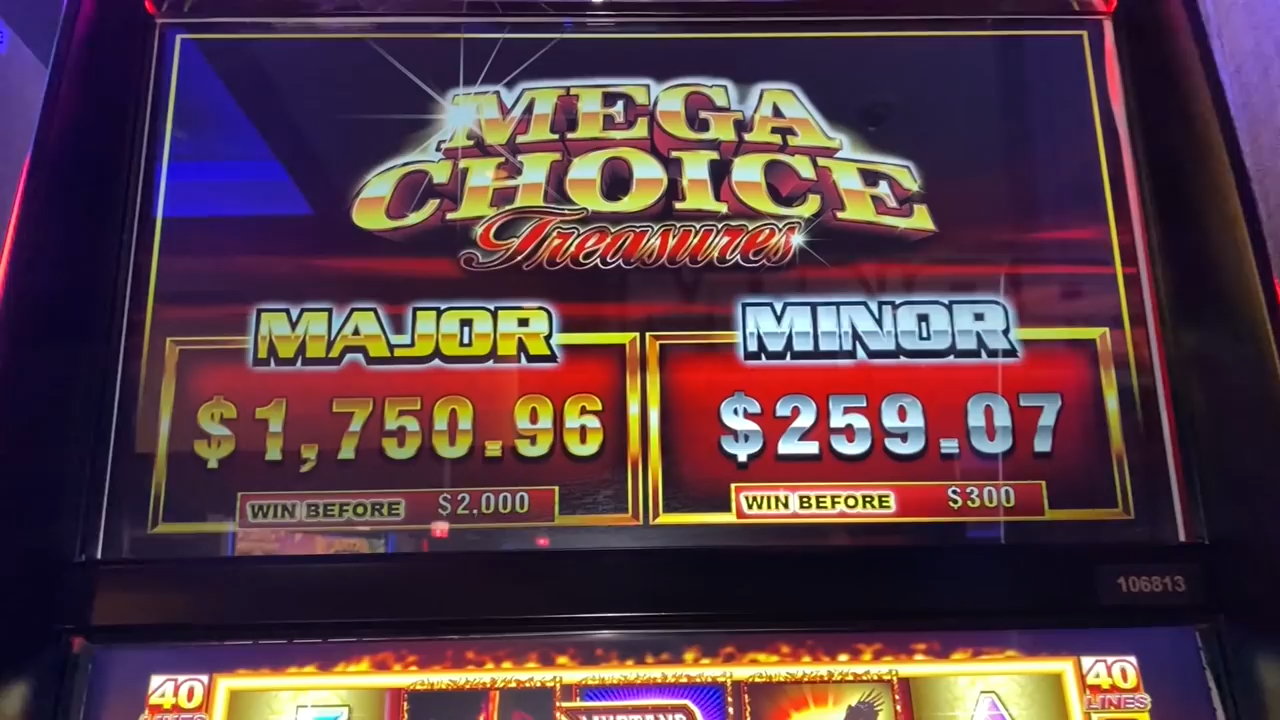 MEGA
CHOICE
Treasures
MAJOR
$1,750.96
WIN BEFORE $2,000
MINOR
$259.07
WIN BEFORE $300
106813
40
LINES
40
LINES